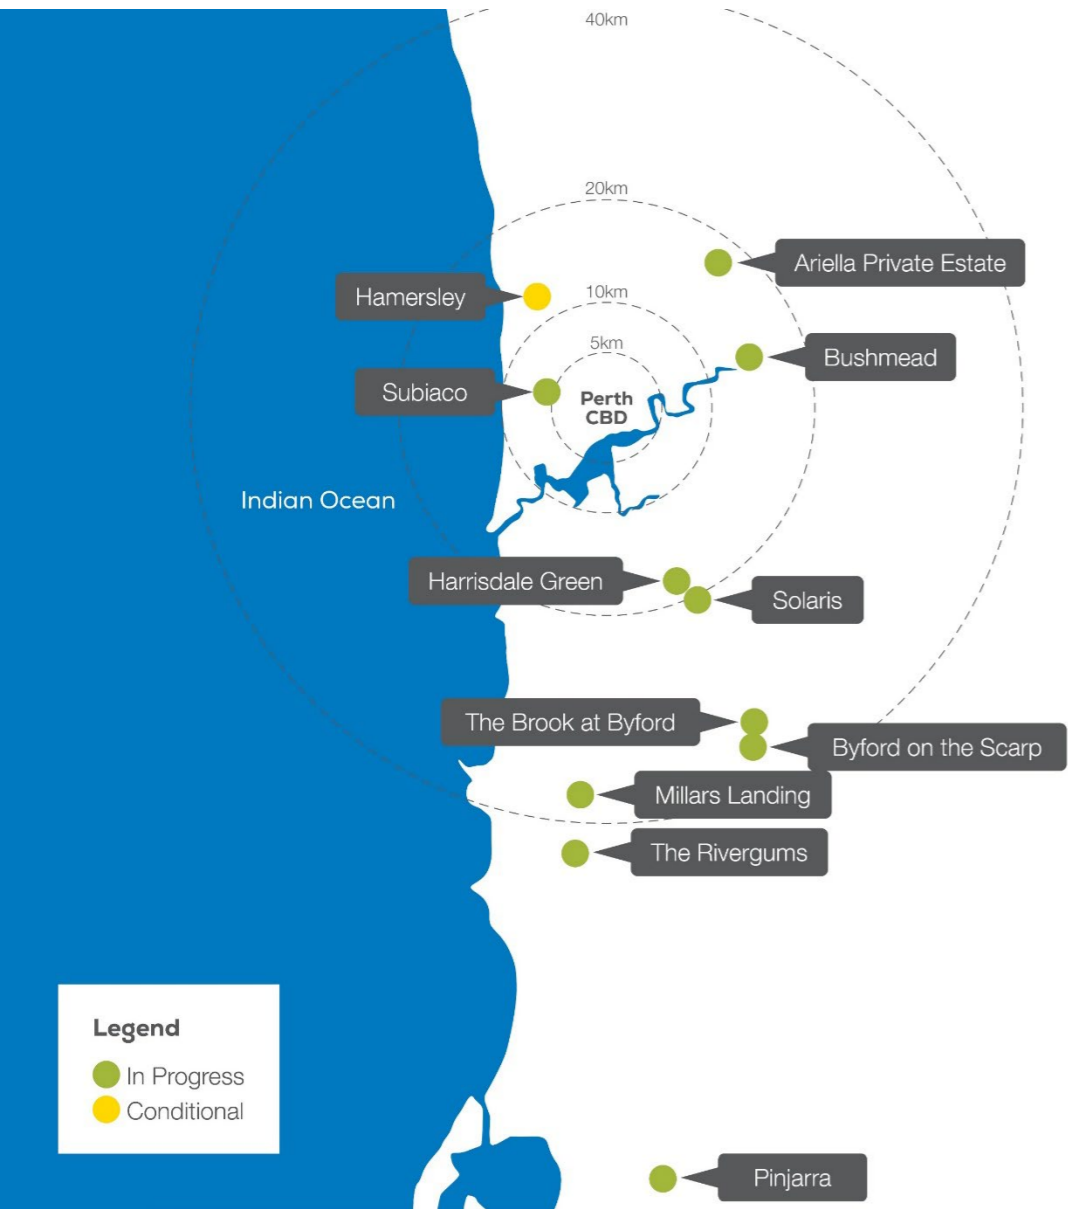 40km
20km
Ariella Private Estate
Hamersley
10km
5km
Bushmead
Subiaco
Perth
CBD
Indian Ocean
Harrisdale Green
Solaris
The Brook at Byford
Byford on the Scarp
Millars Landing
The Rivergums
Legend
In Progress
Conditional
Pinjarra